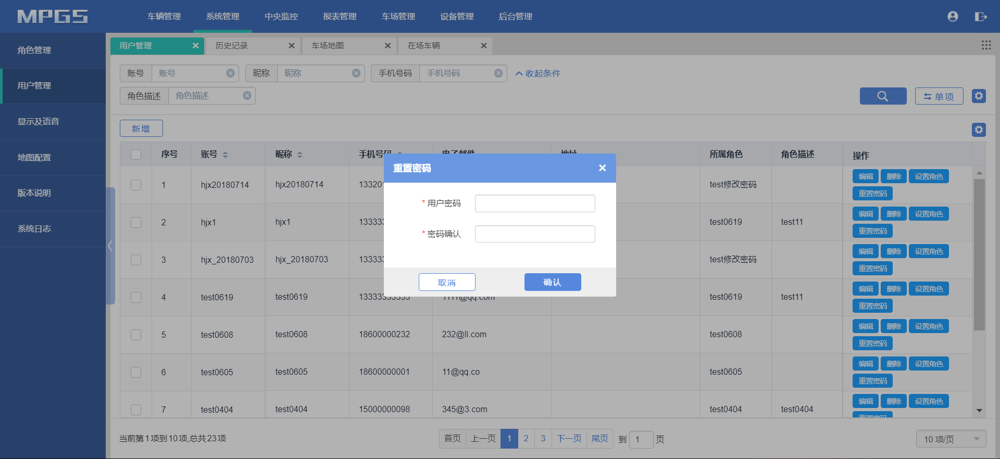 MPGS
车辆管理 系统管理 中央监控 报表管理 车场管理 设备管理 后台管理
角色管理
用户管理
显示及语音
地图配置
版本说明
系统日志
用户管理 历史记录 车场地图 在场车辆
账号 账号 昵称 昵称 手机号码 手机号码 收起条件
角色描述 角色描述 单项
新增
序号 账号 昵称 手机号码 电子邮件 地址 所属角色 角色描述 操作
1 hjx20180714 hjx20180714 13320 test修改密码 编辑 删除 设置角色
重置密码
2 hjx1 hjx1 13333 test0619 test11 编辑 删除 设置角色
重置密码
3 hjx_20180703 hjx_20180703 13333 test修改密码 编辑 删除 设置角色
重置密码
4 test0619 test0619 13333333333 1111@qq.com test0619 test11 编辑 删除 设置角色
重置密码
5 test0608 test0608 18600000232 232@ll.com test0608 编辑 删除 设置角色
重置密码
6 test0605 test0605 18600000001 11@qq.co test0605 编辑 删除 设置角色
重置密码
7 test0404 test0404 15000000098 345@3.com test0404 test0404 编辑 删除 设置角色
重置密码
重置密码
* 用户密码
* 密码确认
取消 确认
当前第1项到10项,总共23项 首页 上一页 1 2 3 下一页 尾页 到 1 页 10 项/页